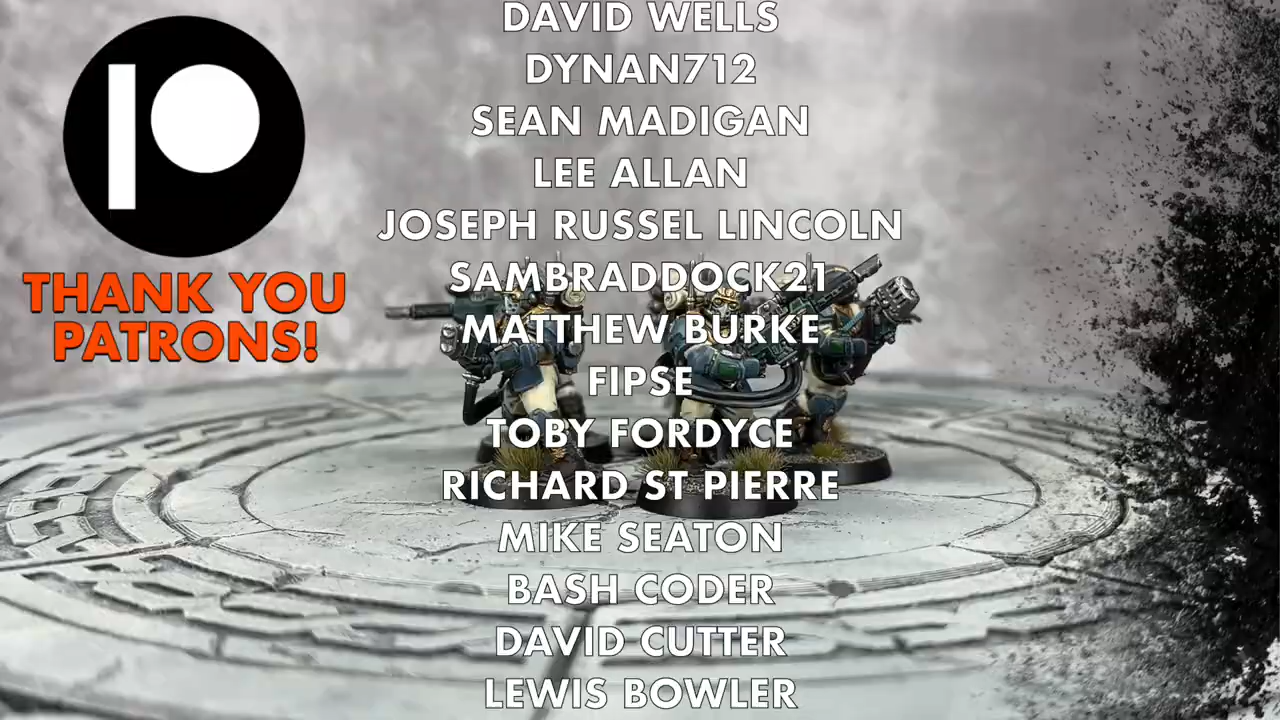 THANK YOU
PATRONS!
DAVID WELLS
DYNAN712
SEAN MADIGAN
LEE ALLAN
JOSEPH RUSSEL LINCOLN
SAMBRADDOCK21
MATTHEW BURKE
FIPSE
TOBY FORDYCE
RICHARD ST PIERRE
MIKE SEATON
BASH CODER
DAVID CUTTER
LEWIS BOWLER